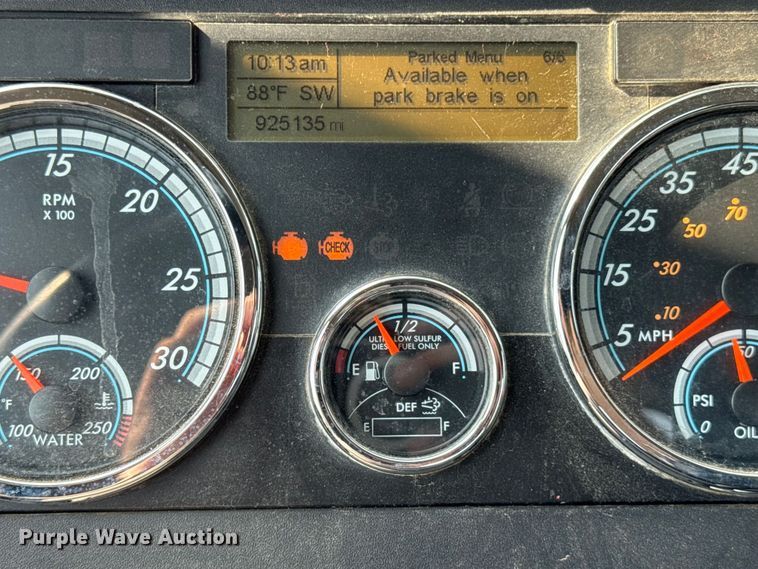 10:13 am
88°F SW
925135 mi
Parked Menu 6/6
Available when
park brake is on
15
20
25
30
RPM
X 100
CHECK
STOP
°F
100
150
200
250
WATER
1/2
ULTRA LOW SULFUR
DIESEL FUEL ONLY
E
F
DEF
E
F
5
15
25
35
45
MPH
10
30
50
70
PSI
0
OIL
Purple Wave Auction